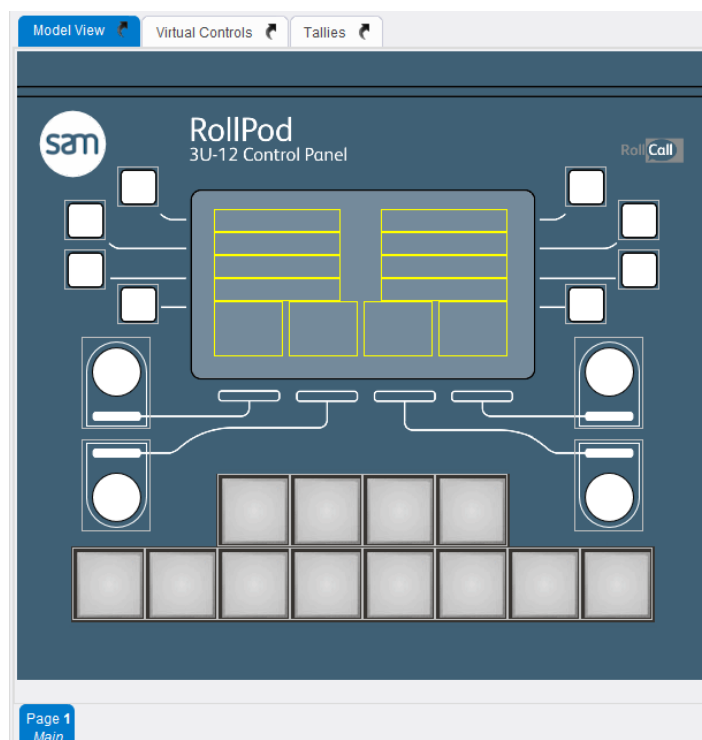 Model View
Virtual Controls
Tallies
sam
RollPod
3U-12 Control Panel
RollCall
Page 1
Main